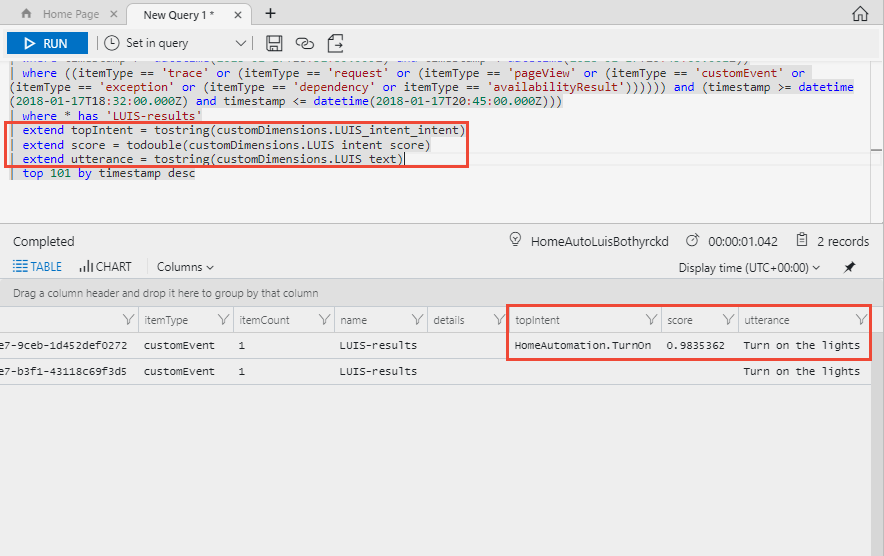 Home Page
New Query 1 *
RUN
Set in query
| where ((itemType == 'trace' or (itemType == 'request' or (itemType == 'pageView' or (itemType == 'customEvent' or
(itemType == 'exception' or (itemType == 'dependency' or itemType == 'availabilityResult')))))) and (timestamp >= datetime
(2018-01-17T18:32:00.000Z) and timestamp <= datetime(2018-01-17T20:45:00.000Z)))
| where * has 'LUIS-results'
| extend topIntent = tostring(customDimensions.LUIS_intent_intent)
| extend score = todouble(customDimensions.LUIS intent score)
| extend utterance = tostring(customDimensions.LUIS text)
| top 101 by timestamp desc
Completed HomeAutoLuisBothyrckd 00:00:01.042 2 records
TABLE CHART Columns Display time (UTC+00:00)
Drag a column header and drop it here to group by that column
itemType itemCount name details topIntent score utterance
e7-9ceb-1d452def0272 customEvent 1 LUIS-results HomeAutomation.TurnOn 0.9835362 Turn on the lights
e7-b3f1-43118c69f3d5 customEvent 1 LUIS-results Turn on the lights